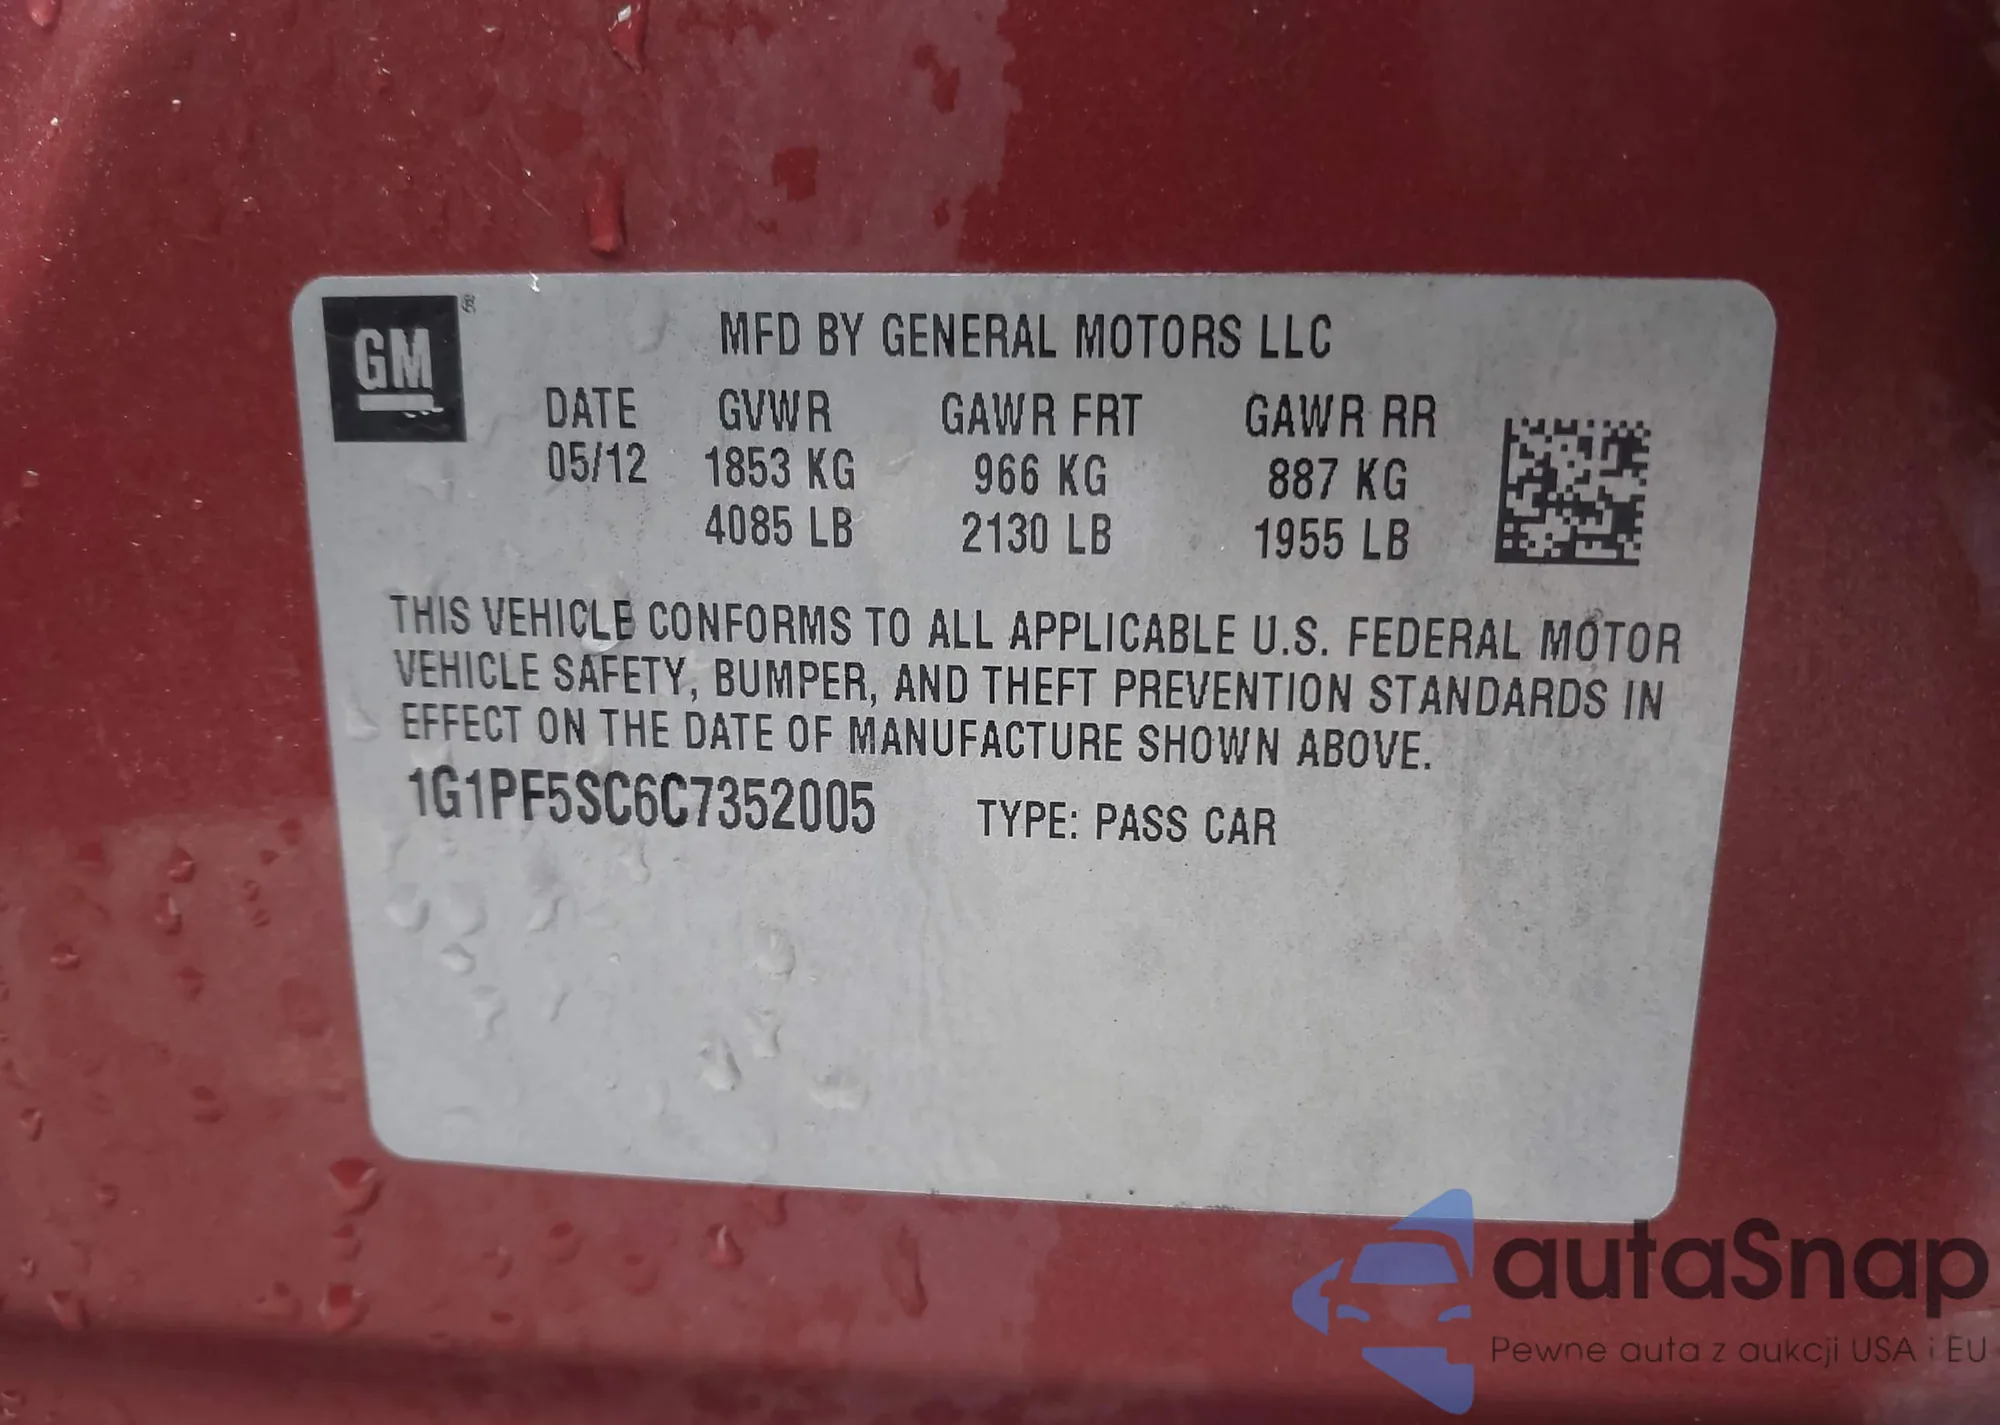 GM ®
MFD BY GENERAL MOTORS LLC
DATE GVWR GAWR FRT GAWR RR
05/12 1853 KG 966 KG 887 KG
4085 LB 2130 LB 1955 LB
THIS VEHICLE CONFORMS TO ALL APPLICABLE U.S. FEDERAL MOTOR
VEHICLE SAFETY, BUMPER, AND THEFT PREVENTION STANDARDS IN
EFFECT ON THE DATE OF MANUFACTURE SHOWN ABOVE.
1G1PF5SC6C7352005 TYPE: PASS CAR
autaSnap
Pewne auta z aukcji USA i EU